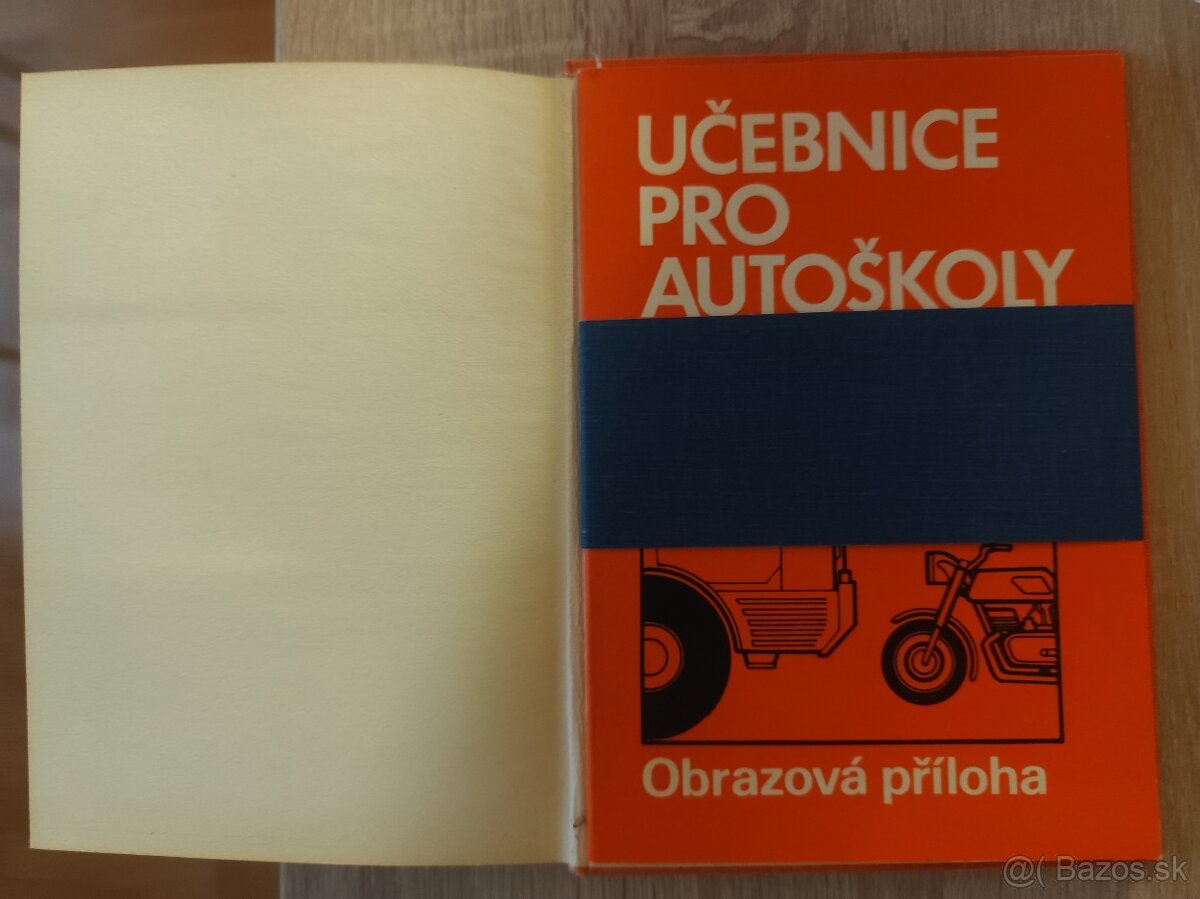 UČEBNICE
PRO
AUTOŠKOLY
Obrazová příloha
@( Bazos.sk